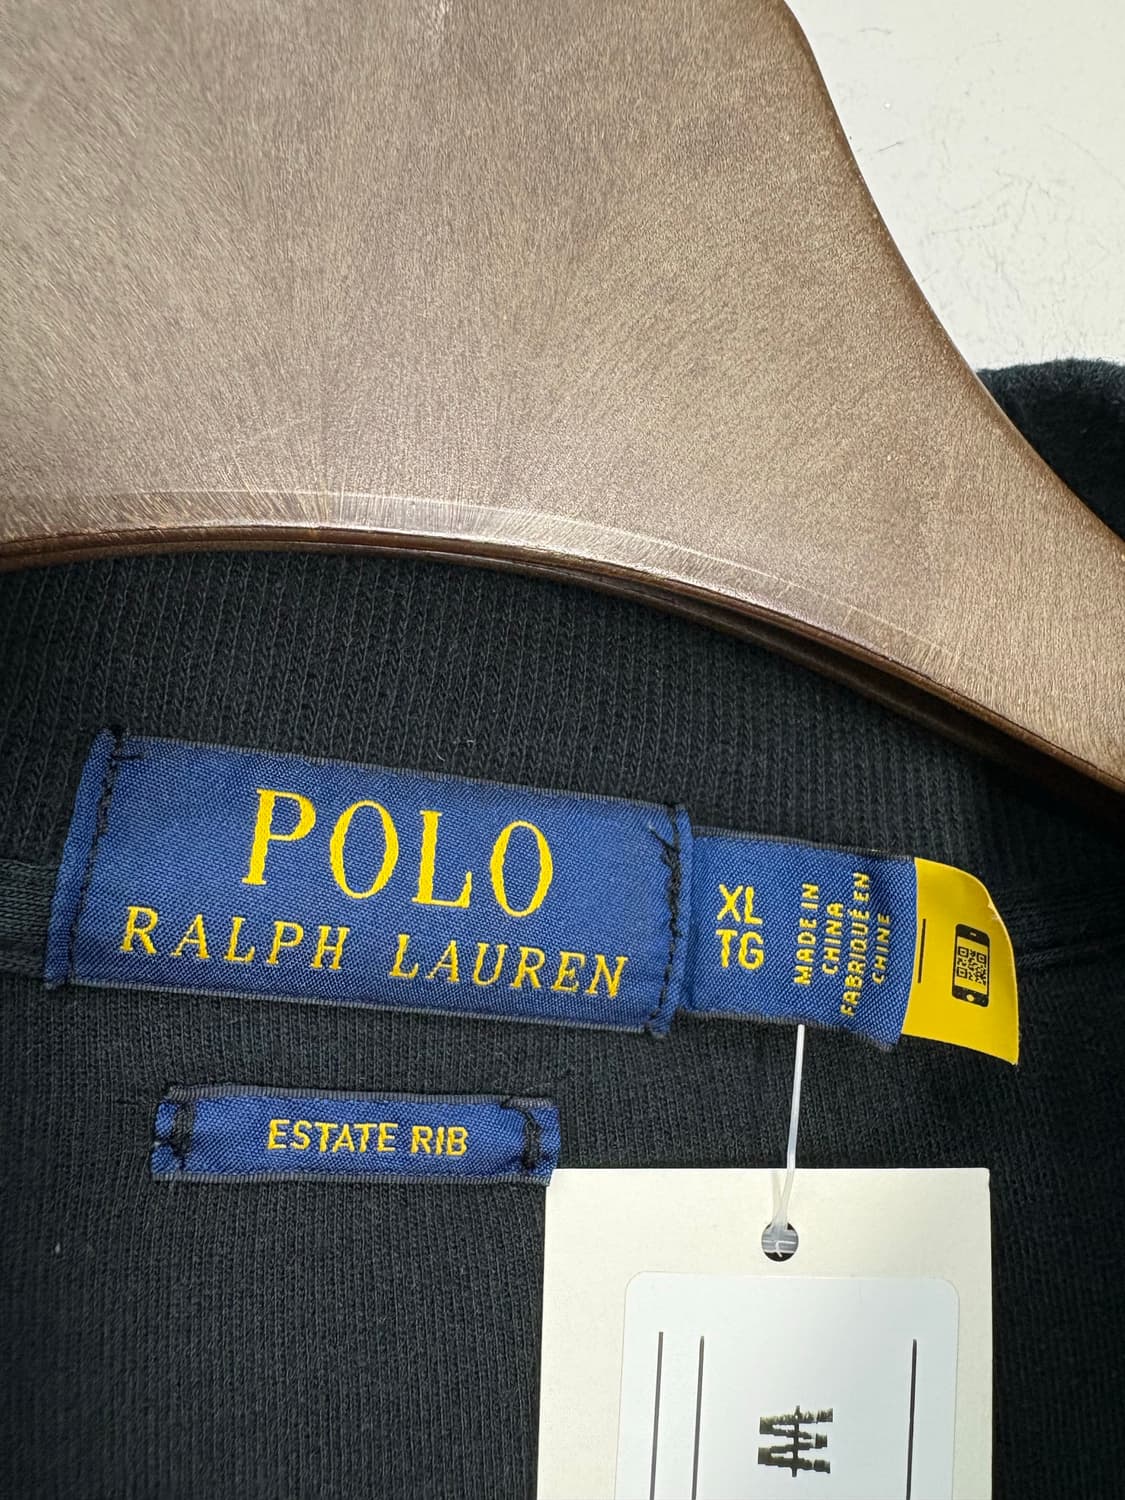 POLO
RALPH LAUREN
XL
TG
MADE IN
CHINA
FABRIQUÉ EN
CHINE
ESTATE RIB